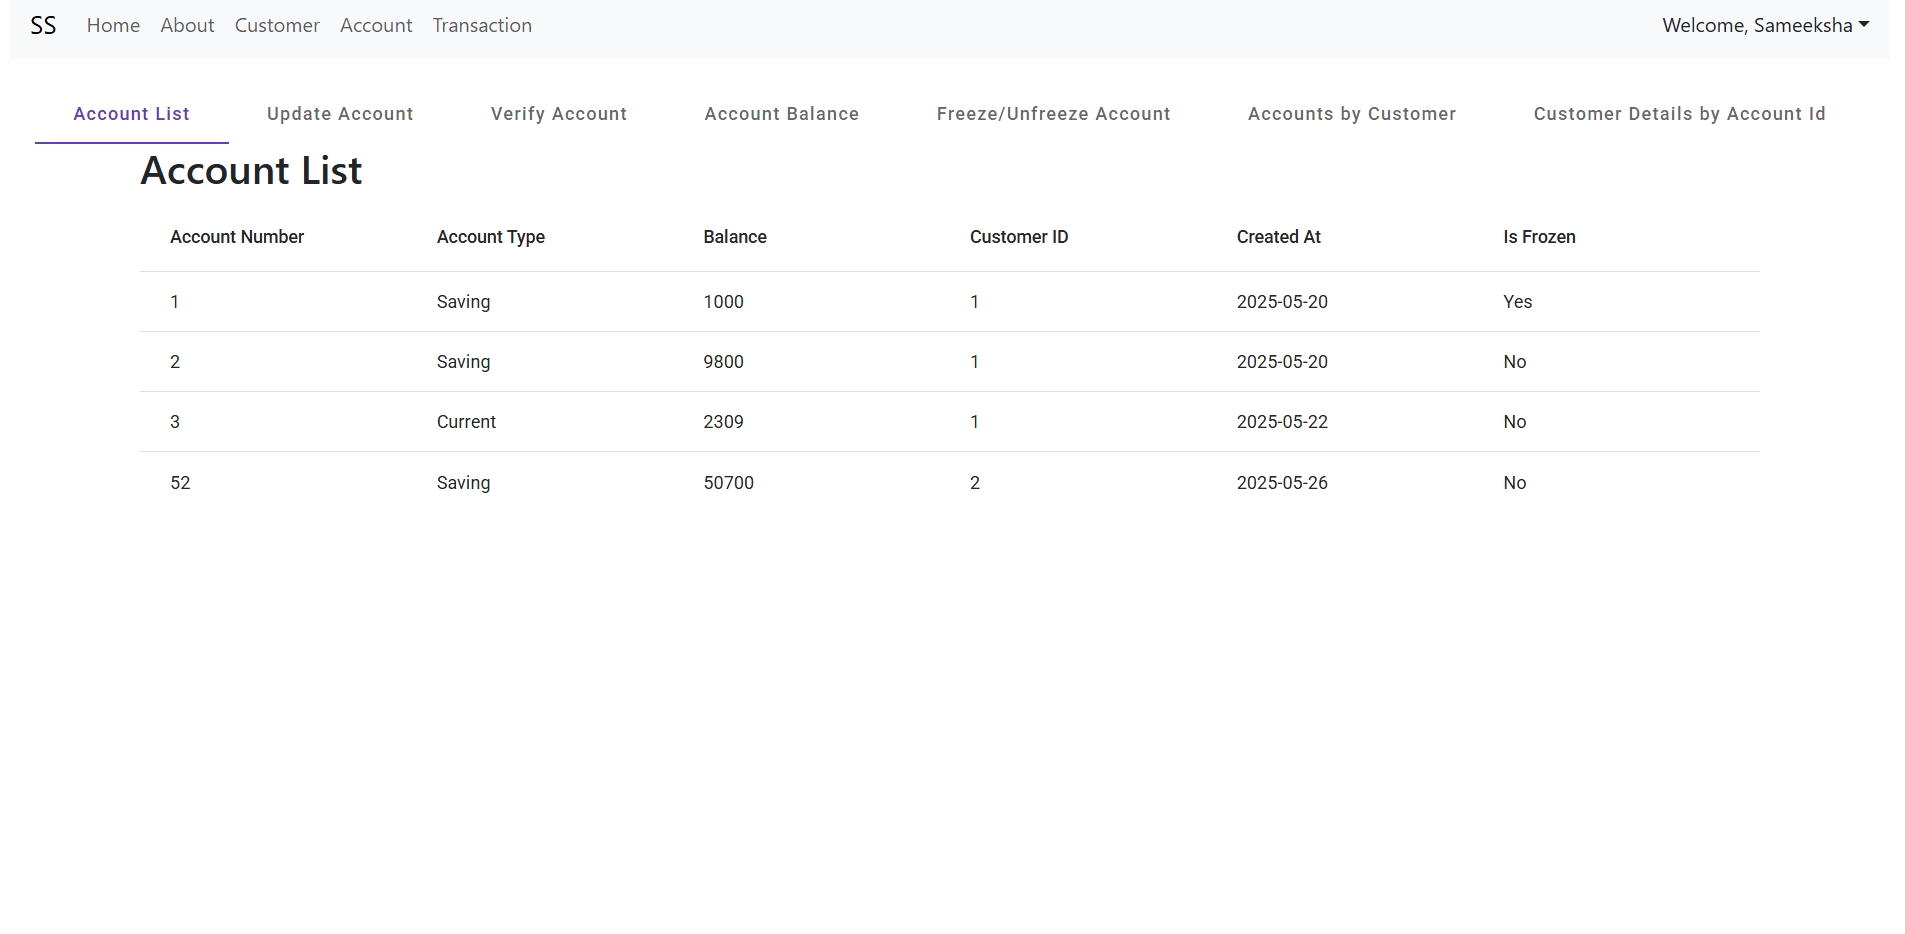 SS Home About Customer Account Transaction Welcome, Sameeksha
Account List Update Account Verify Account Account Balance Freeze/Unfreeze Account Accounts by Customer Customer Details by Account Id
Account List
Account Number Account Type Balance Customer ID Created At Is Frozen
1 Saving 1000 1 2025-05-20 Yes
2 Saving 9800 1 2025-05-20 No
3 Current 2309 1 2025-05-22 No
52 Saving 50700 2 2025-05-26 No